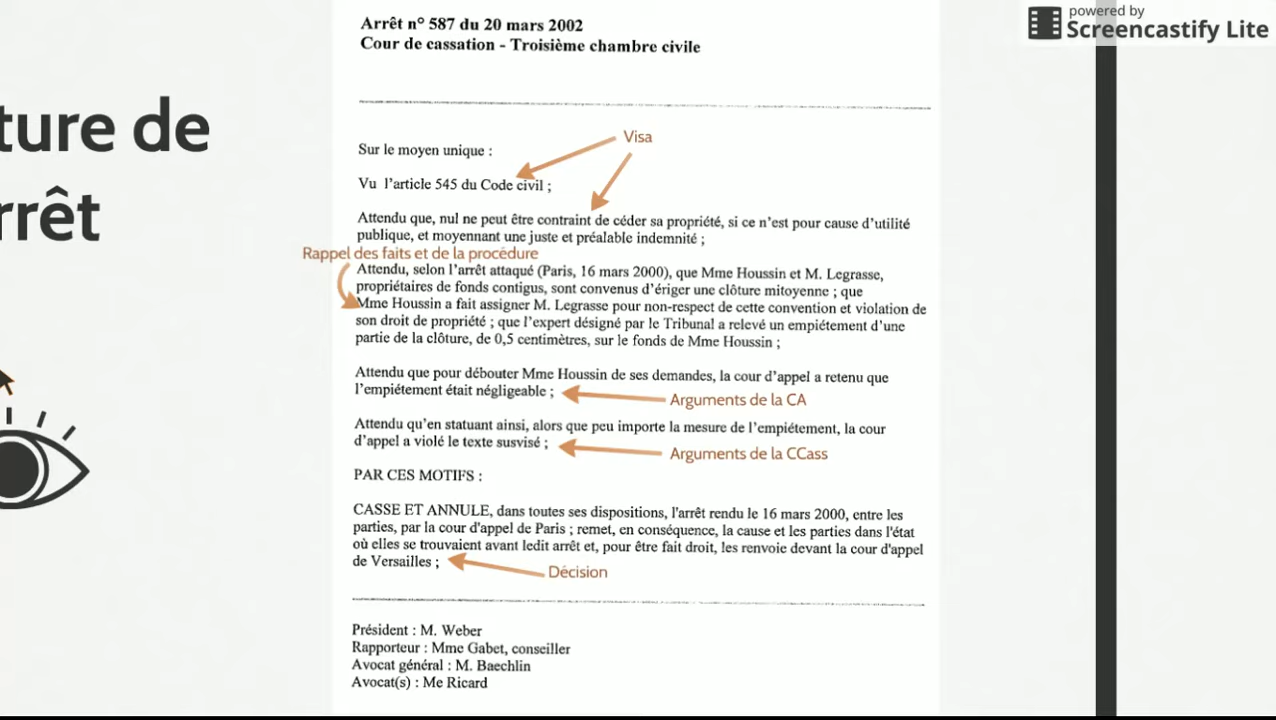 powered by
Screencastify Lite
ture de
rrêt
Arrêt n° 587 du 20 mars 2002
Cour de cassation - Troisième chambre civile
Visa
Sur le moyen unique :
Vu l'article 545 du Code civil ;
Attendu que, nul ne peut être contraint de céder sa propriété, si ce n'est pour cause d'utilité
publique, et moyennant une juste et préalable indemnité ;
Rappel des faits et de la procédure
Attendu, selon l'arrêt attaqué (Paris, 16 mars 2000), que Mme Houssin et M. Legrasse,
propriétaires de fonds contigus, sont convenus d'ériger une clôture mitoyenne ; que
Mme Houssin a fait assigner M. Legrasse pour non-respect de cette convention et violation de
son droit de propriété ; que l'expert désigné par le Tribunal a relevé un empiétement d'une
partie de la clôture, de 0,5 centimètres, sur le fonds de Mme Houssin ;
Attendu que pour débouter Mme Houssin de ses demandes, la cour d'appel a retenu que
l'empiétement était négligeable ;
Arguments de la CA
Attendu qu'en statuant ainsi, alors que peu importe la mesure de l'empiétement, la cour
d'appel a violé le texte susvisé ;
Arguments de la CCass
PAR CES MOTIFS :
CASSE ET ANNULE, dans toutes ses dispositions, l'arrêt rendu le 16 mars 2000, entre les
parties, par la cour d'appel de Paris ; remet, en conséquence, la cause et les parties dans l'état
où elles se trouvaient avant ledit arrêt et, pour être fait droit, les renvoie devant la cour d'appel
de Versailles ;
Décision
Président : M. Weber
Rapporteur : Mme Gabet, conseiller
Avocat général : M. Baechlin
Avocat(s) : Me Ricard